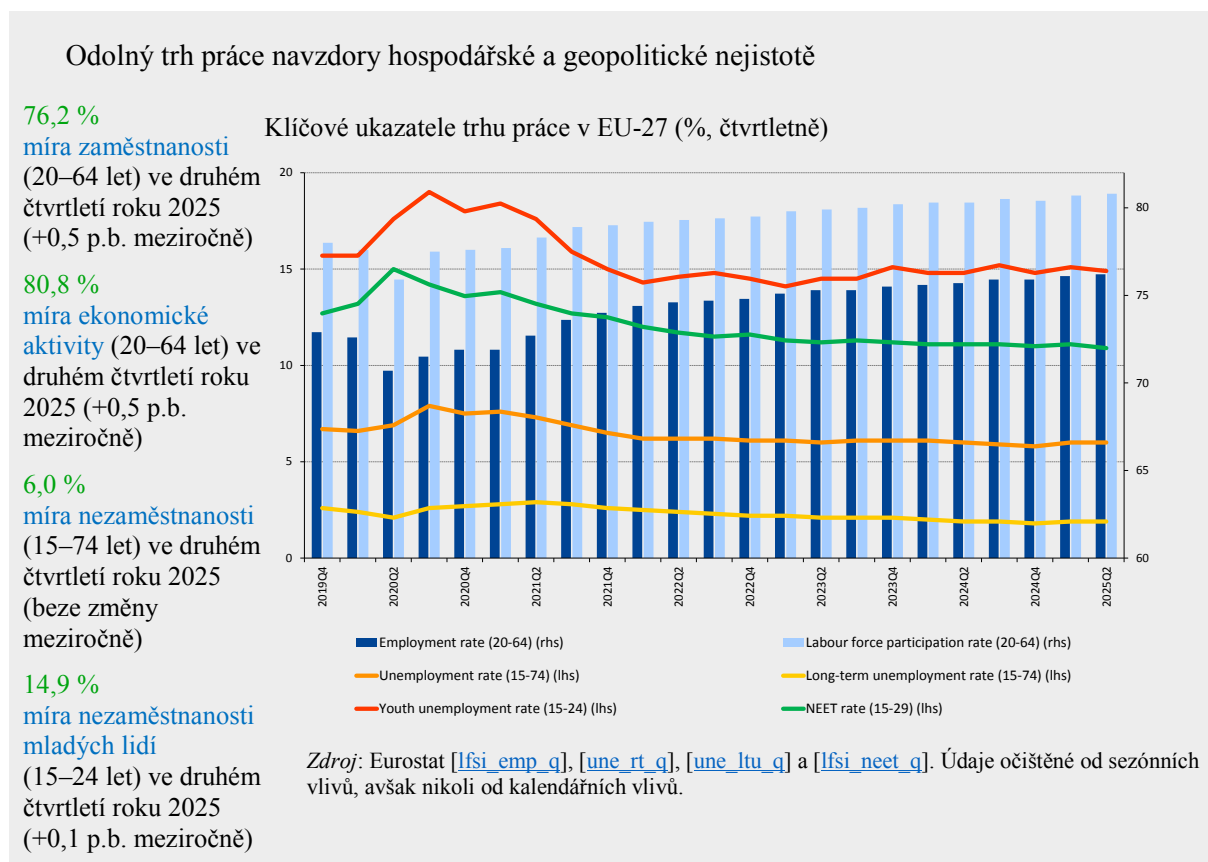 Odolný trh práce navzdory hospodářské a geopolitické nejistotě
76,2 %
míra zaměstnanosti
(20–64 let) ve druhém
čtvrtletí roku 2025
(+0,5 p.b. meziročně)
80,8 %
míra ekonomické
aktivity (20–64 let) ve
druhém čtvrtletí roku
2025 (+0,5 p.b.
meziročně)
6,0 %
míra nezaměstnanosti
(15–74 let) ve druhém
čtvrtletí roku 2025
(beze změny
meziročně)
14,9 %
míra nezaměstnanosti
mladých lidí
(15–24 let) ve druhém
čtvrtletí roku 2025
(+0,1 p.b. meziročně)
Klíčové ukazatele trhu práce v EU-27 (%, čtvrtletně)
20
15
10
5
0
80
75
70
65
60
2019Q4
2020Q2
2020Q4
2021Q2
2021Q4
2022Q2
2022Q4
2023Q2
2023Q4
2024Q2
2024Q4
2025Q2
Employment rate (20-64) (rhs)
Labour force participation rate (20-64) (rhs)
Unemployment rate (15-74) (lhs)
Long-term unemployment rate (15-74) (lhs)
Youth unemployment rate (15-24) (lhs)
NEET rate (15-29) (lhs)
Zdroj: Eurostat [lfsi_emp_q], [une_rt_q], [une_ltu_q] a [lfsi_neet_q]. Údaje očištěné od sezónních
vlivů, avšak nikoli od kalendářních vlivů.